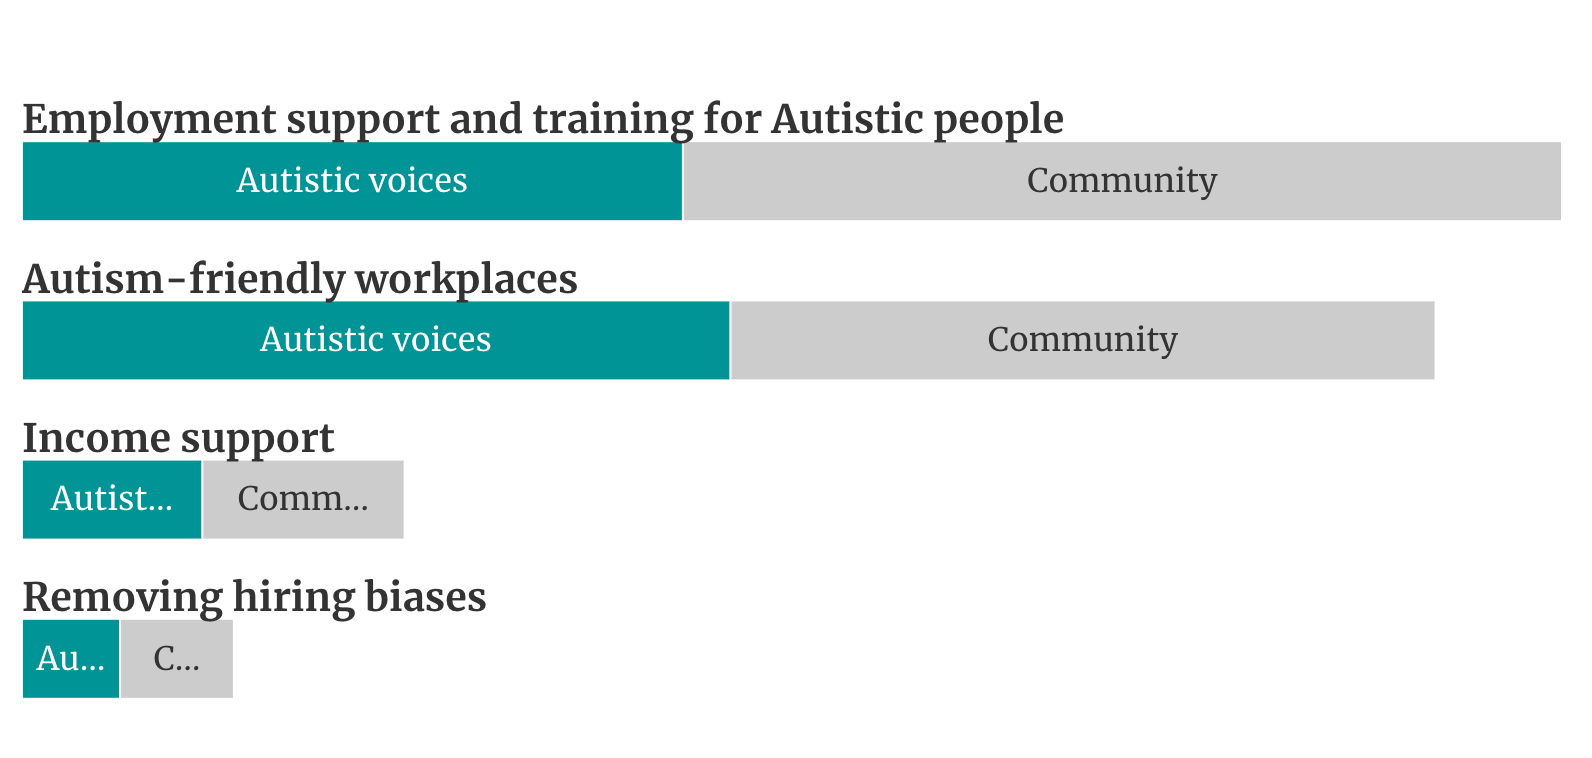 Employment support and training for Autistic people
Autistic voices Community
Autism-friendly workplaces
Autistic voices Community
Income support
Autist... Comm...
Removing hiring biases
Au... C...